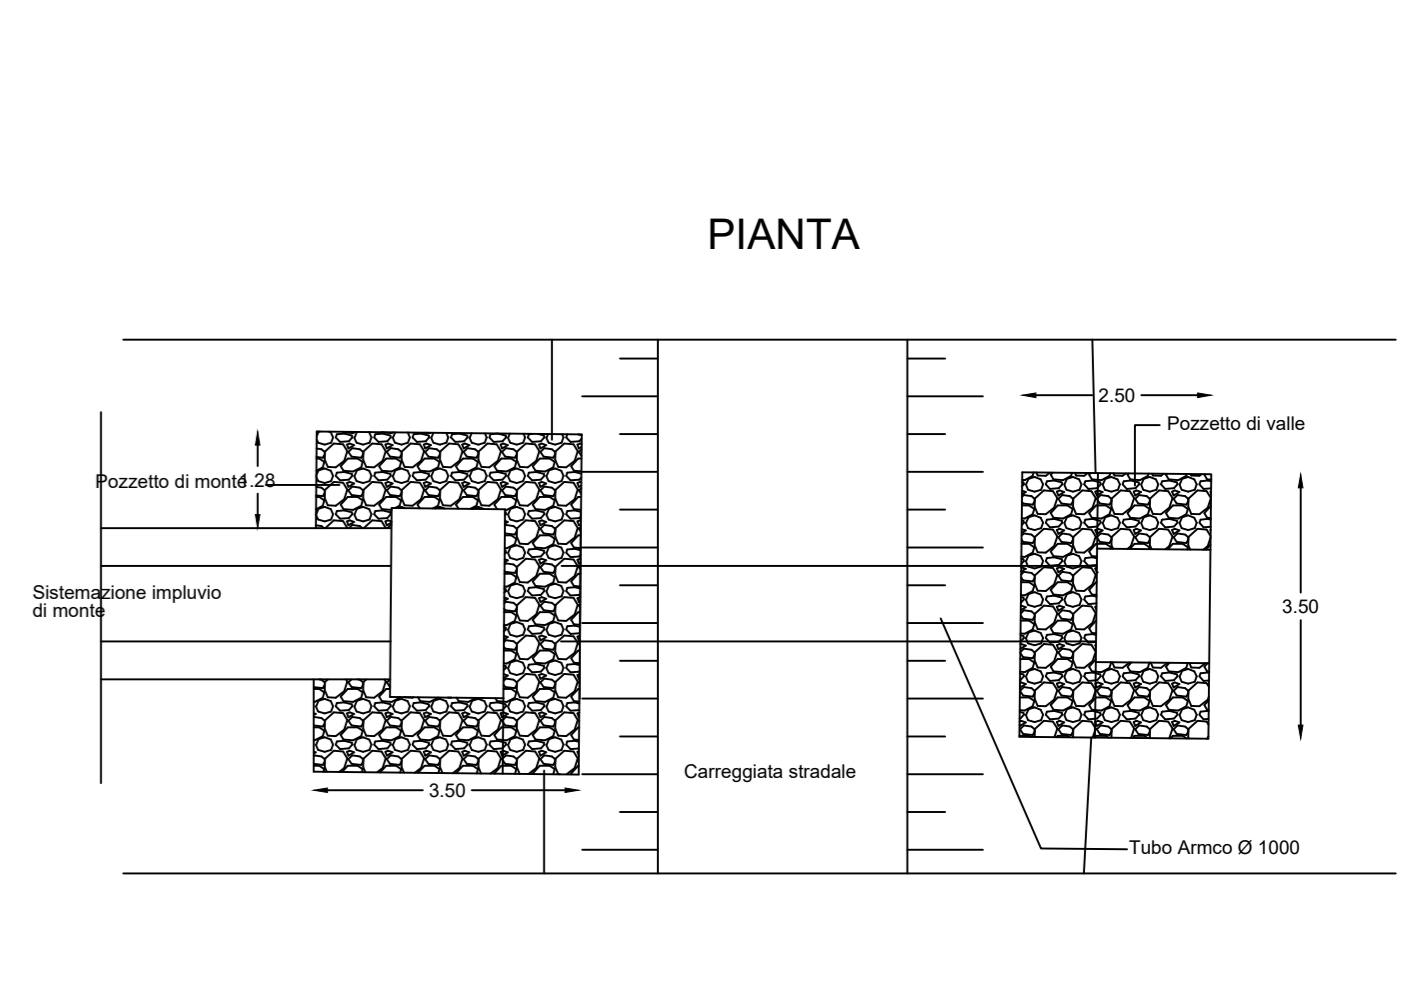 PIANTA
2.50
Pozzetto di valle
Pozzetto di monte
1.28
Sistemazione impluvio
di monte
3.50
Carreggiata stradale
3.50
Tubo Armco Ø 1000